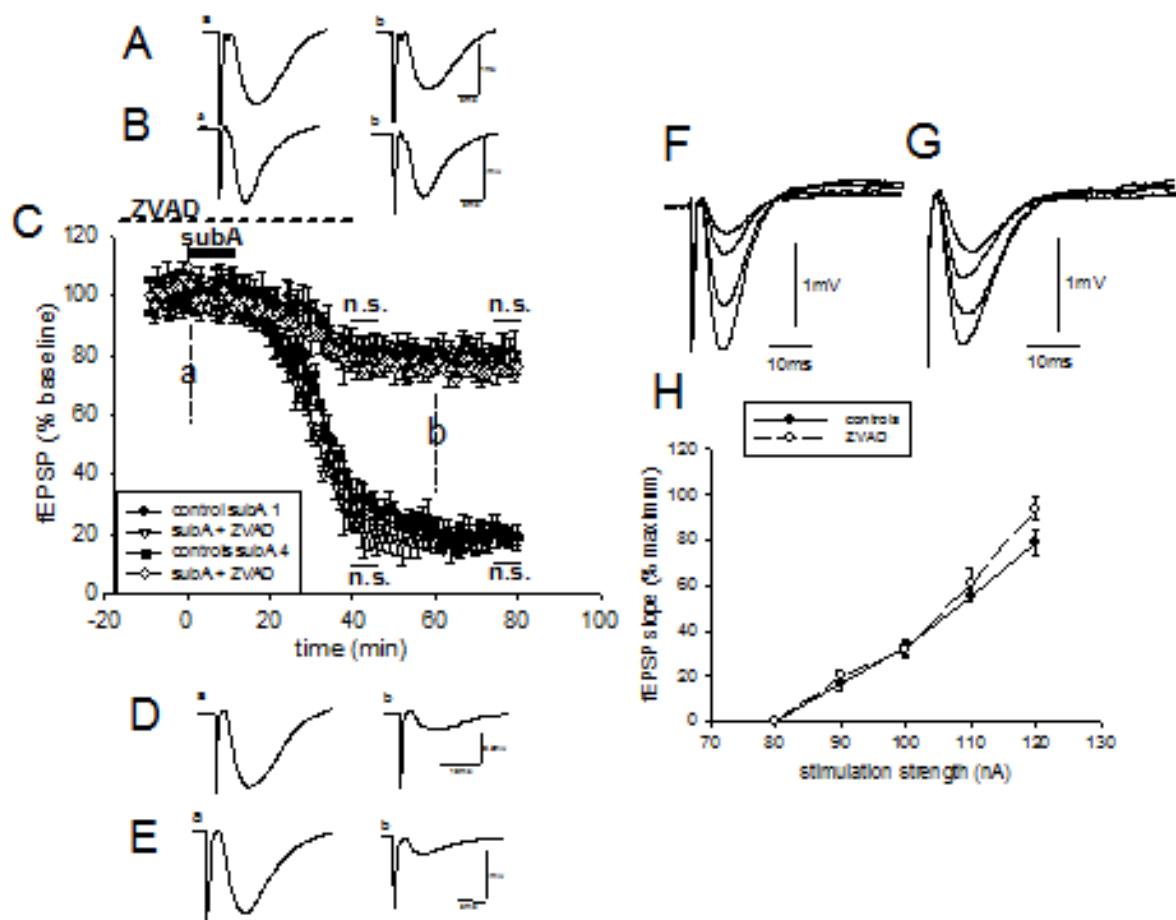 A
a
b
B
a
b
ZVAD
C
subA
n.s.
n.s.
a
b
n.s.
n.s.
120
100
80
60
40
20
0
fEPSP (% baseline)
control subA 1
subA + ZVAD
controls subA 4
subA + ZVAD
-20 0 20 40 60 80 100
time (min)
D
a
b
E
a
b
F
G
1mV
10ms
1mV
10ms
H
controls
ZVAD
120
100
80
60
40
20
0
fEPSP slope (% maximum)
70 80 90 100 110 120 130
stimulation strength (nA)